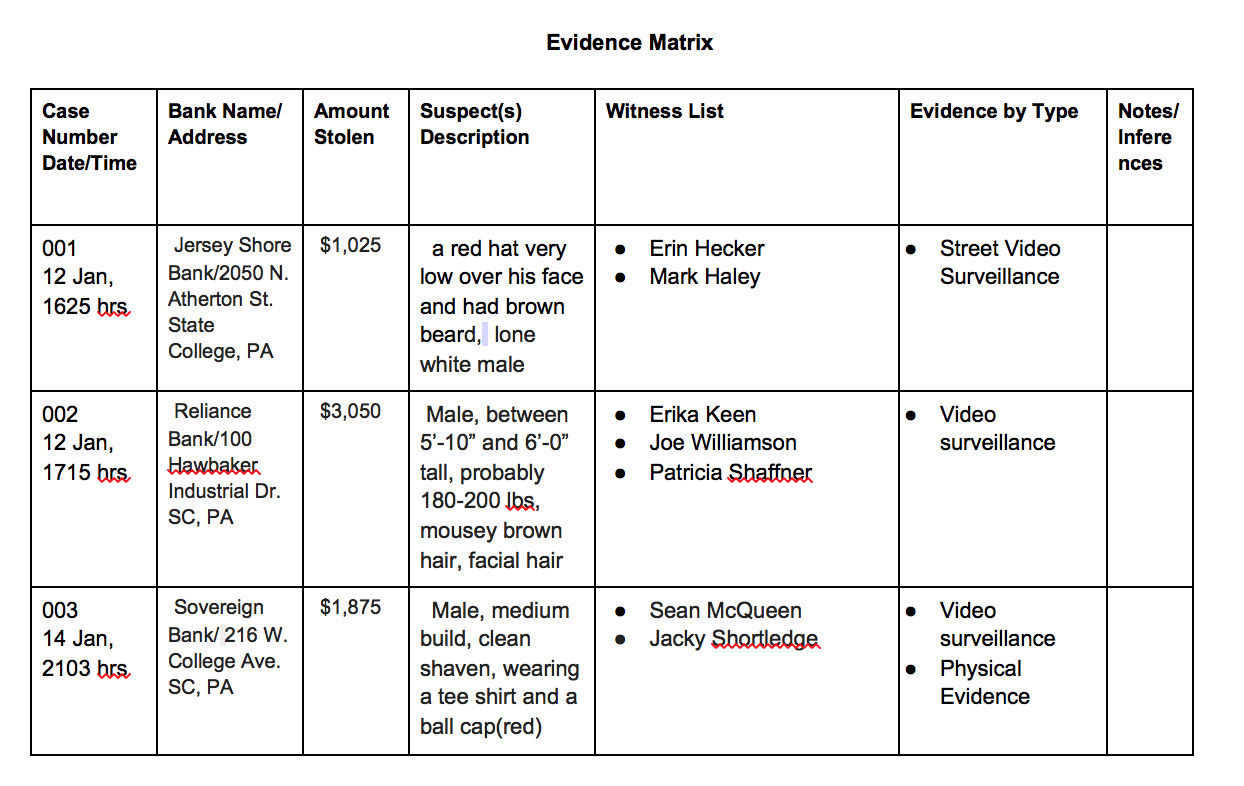 Evidence Matrix
Case
Number
Date/Time
Bank Name/
Address
Amount
Stolen
Suspect(s)
Description
Witness List
Evidence by Type
Notes/
Infere
nces
001
12 Jan,
1625 hrs.
Jersey Shore
Bank/2050 N.
Atherton St.
State
College, PA
$1,025
a red hat very
low over his face
and had brown
beard, lone
white male
● Erin Hecker
● Mark Haley
● Street Video
Surveillance
002
12 Jan,
1715 hrs.
Reliance
Bank/100
Hawbaker
Industrial Dr.
SC, PA
$3,050
Male, between
5’-10” and 6’-0”
tall, probably
180-200 lbs,
mousey brown
hair, facial hair
● Erika Keen
● Joe Williamson
● Patricia Shaffner
● Video
surveillance
003
14 Jan,
2103 hrs.
Sovereign
Bank/ 216 W.
College Ave.
SC, PA
$1,875
Male, medium
build, clean
shaven, wearing
a tee shirt and a
ball cap(red)
● Sean McQueen
● Jacky Shortledge
● Video
surveillance
● Physical
Evidence